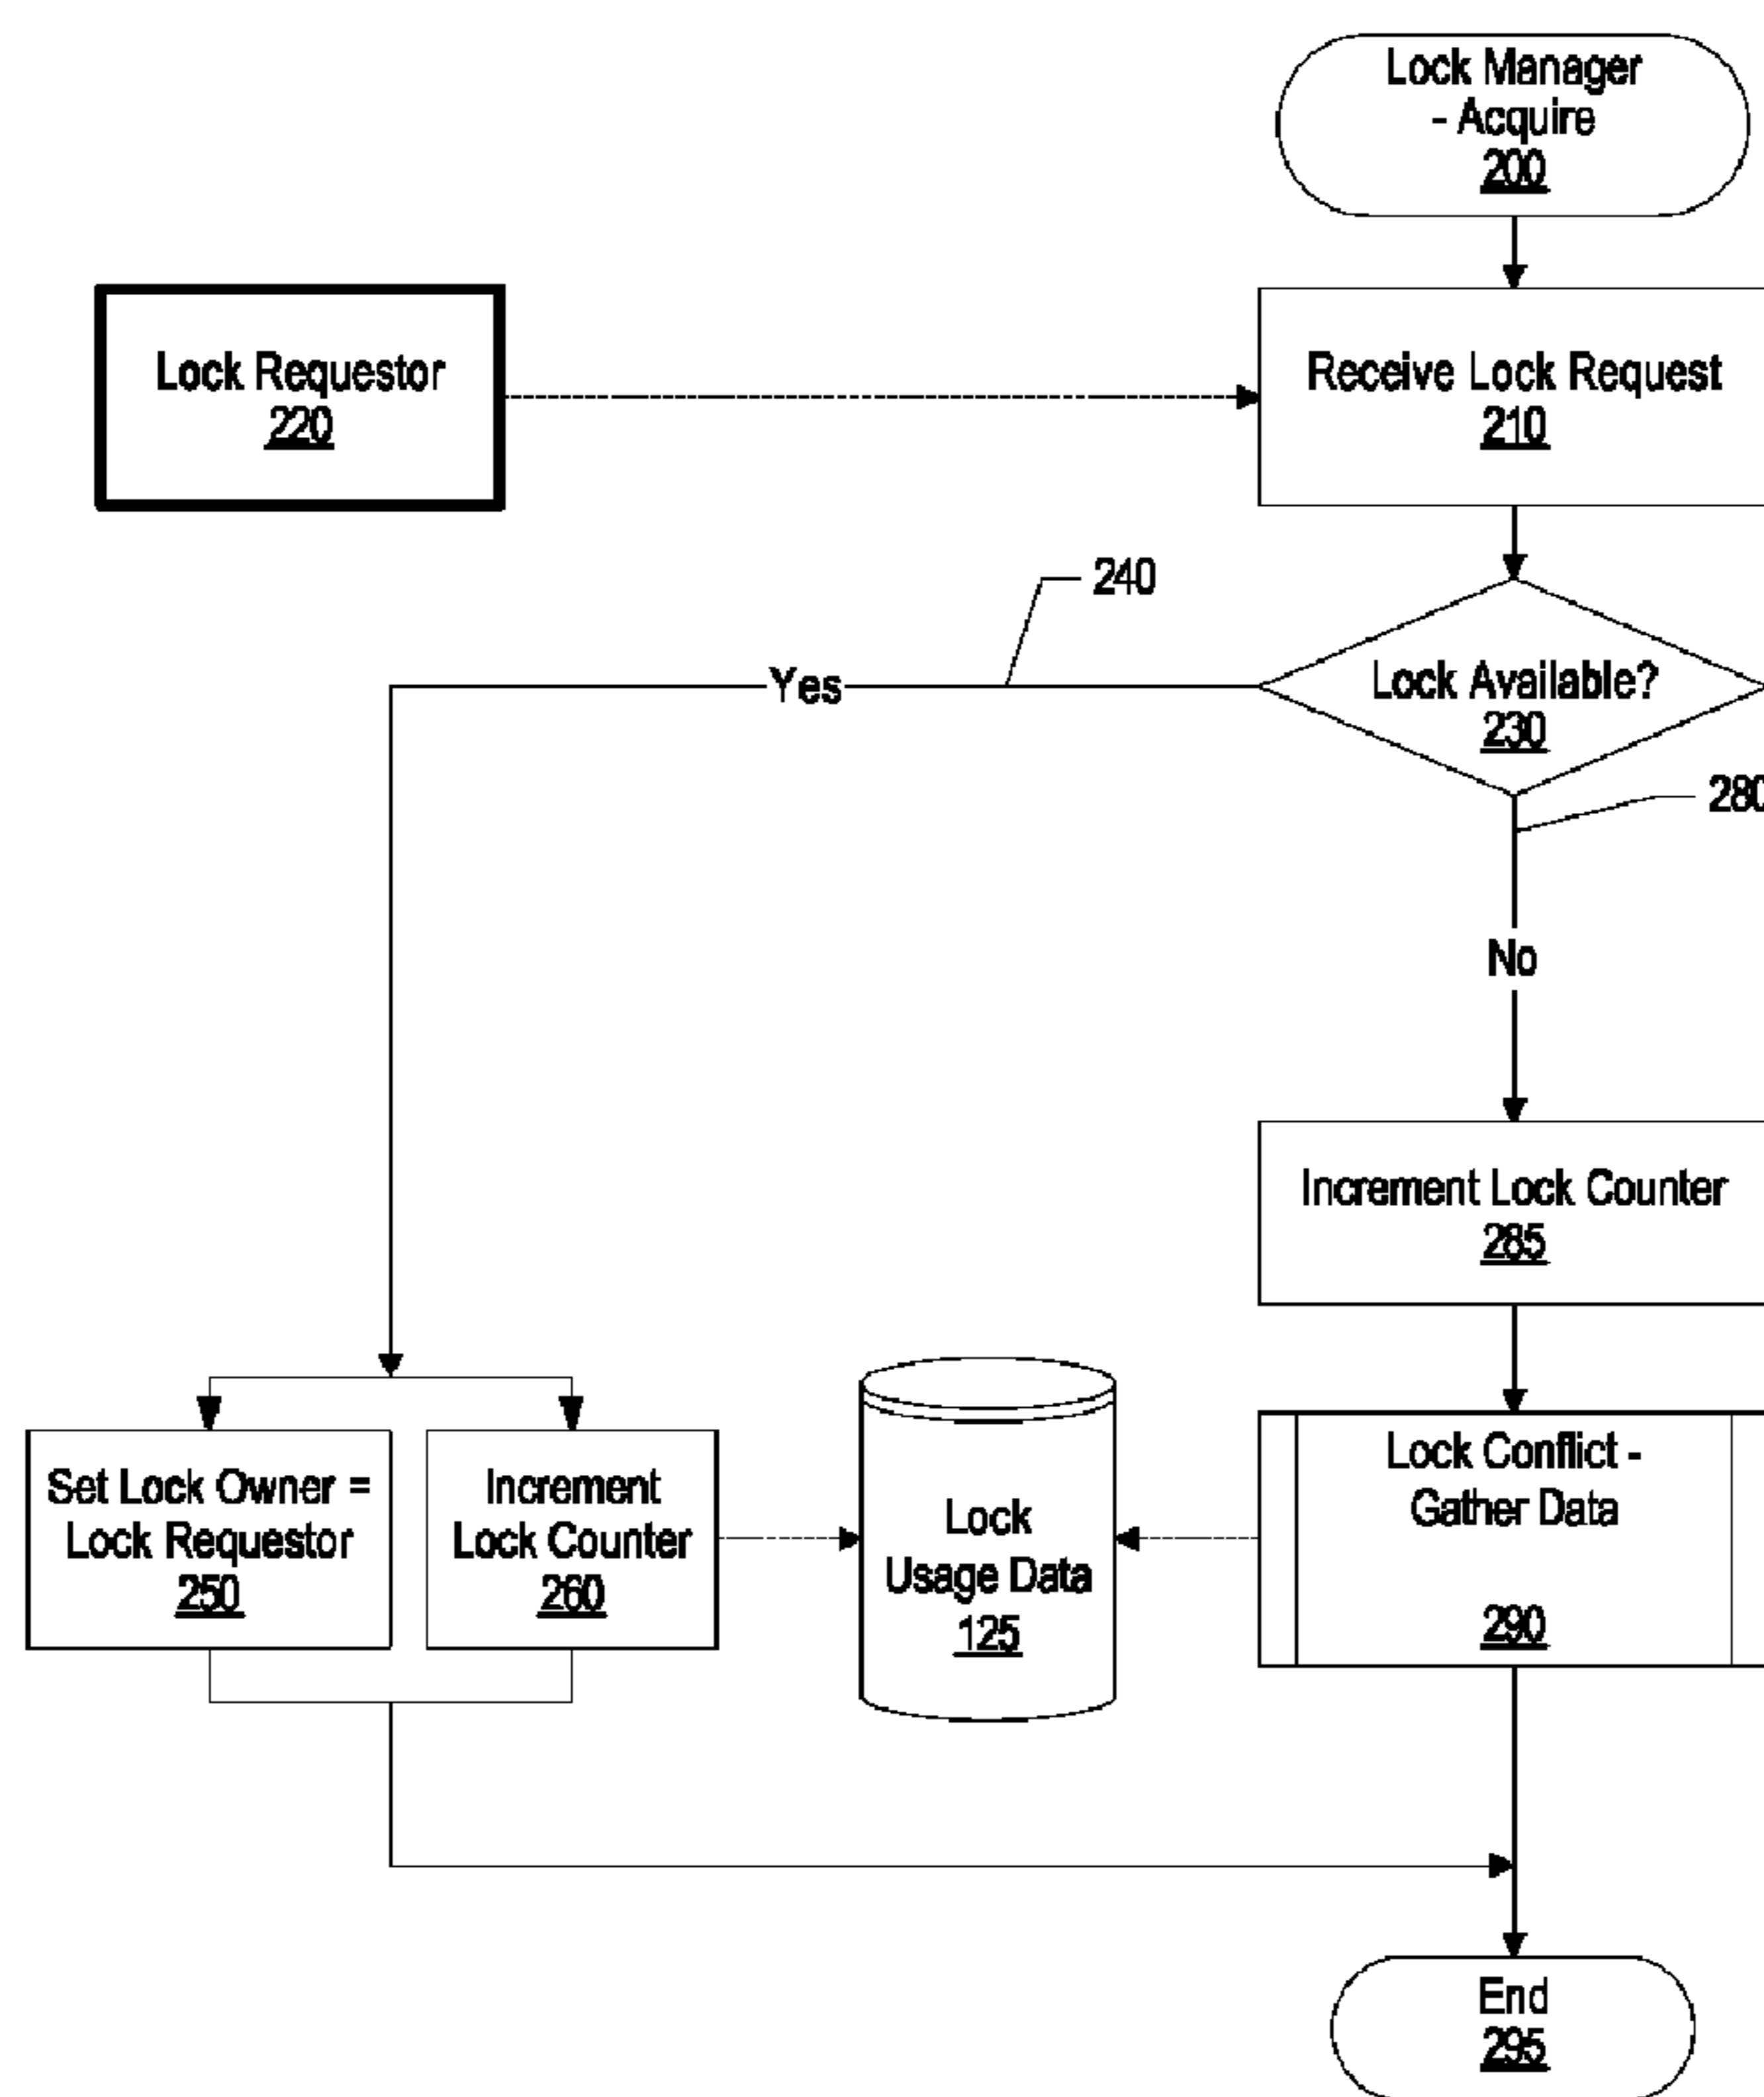 Lock Manager
- Acquire
200
Lock Requestor
220
Receive Lock Request
210
240
Yes
Lock Available?
230
280
No
Increment Lock Counter
285
Set Lock Owner =
Lock Requestor
250
Increment
Lock Counter
260
Lock
Usage Data
125
Lock Conflict -
Gather Data
290
End
295